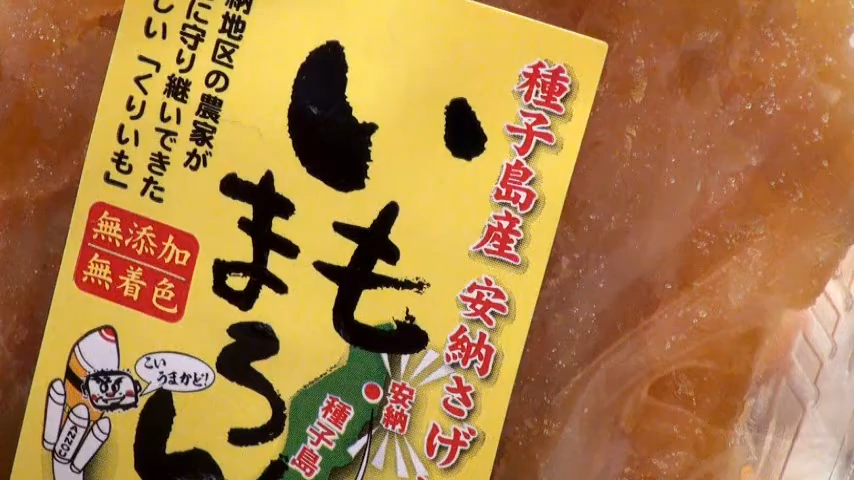 種子島産 安納さげ
いも
まろん
納地区の農家が
に守り継いできた
しい「くりいも」
無添加
無着色
こい
うまかど!
安納
種子島
ANNOU